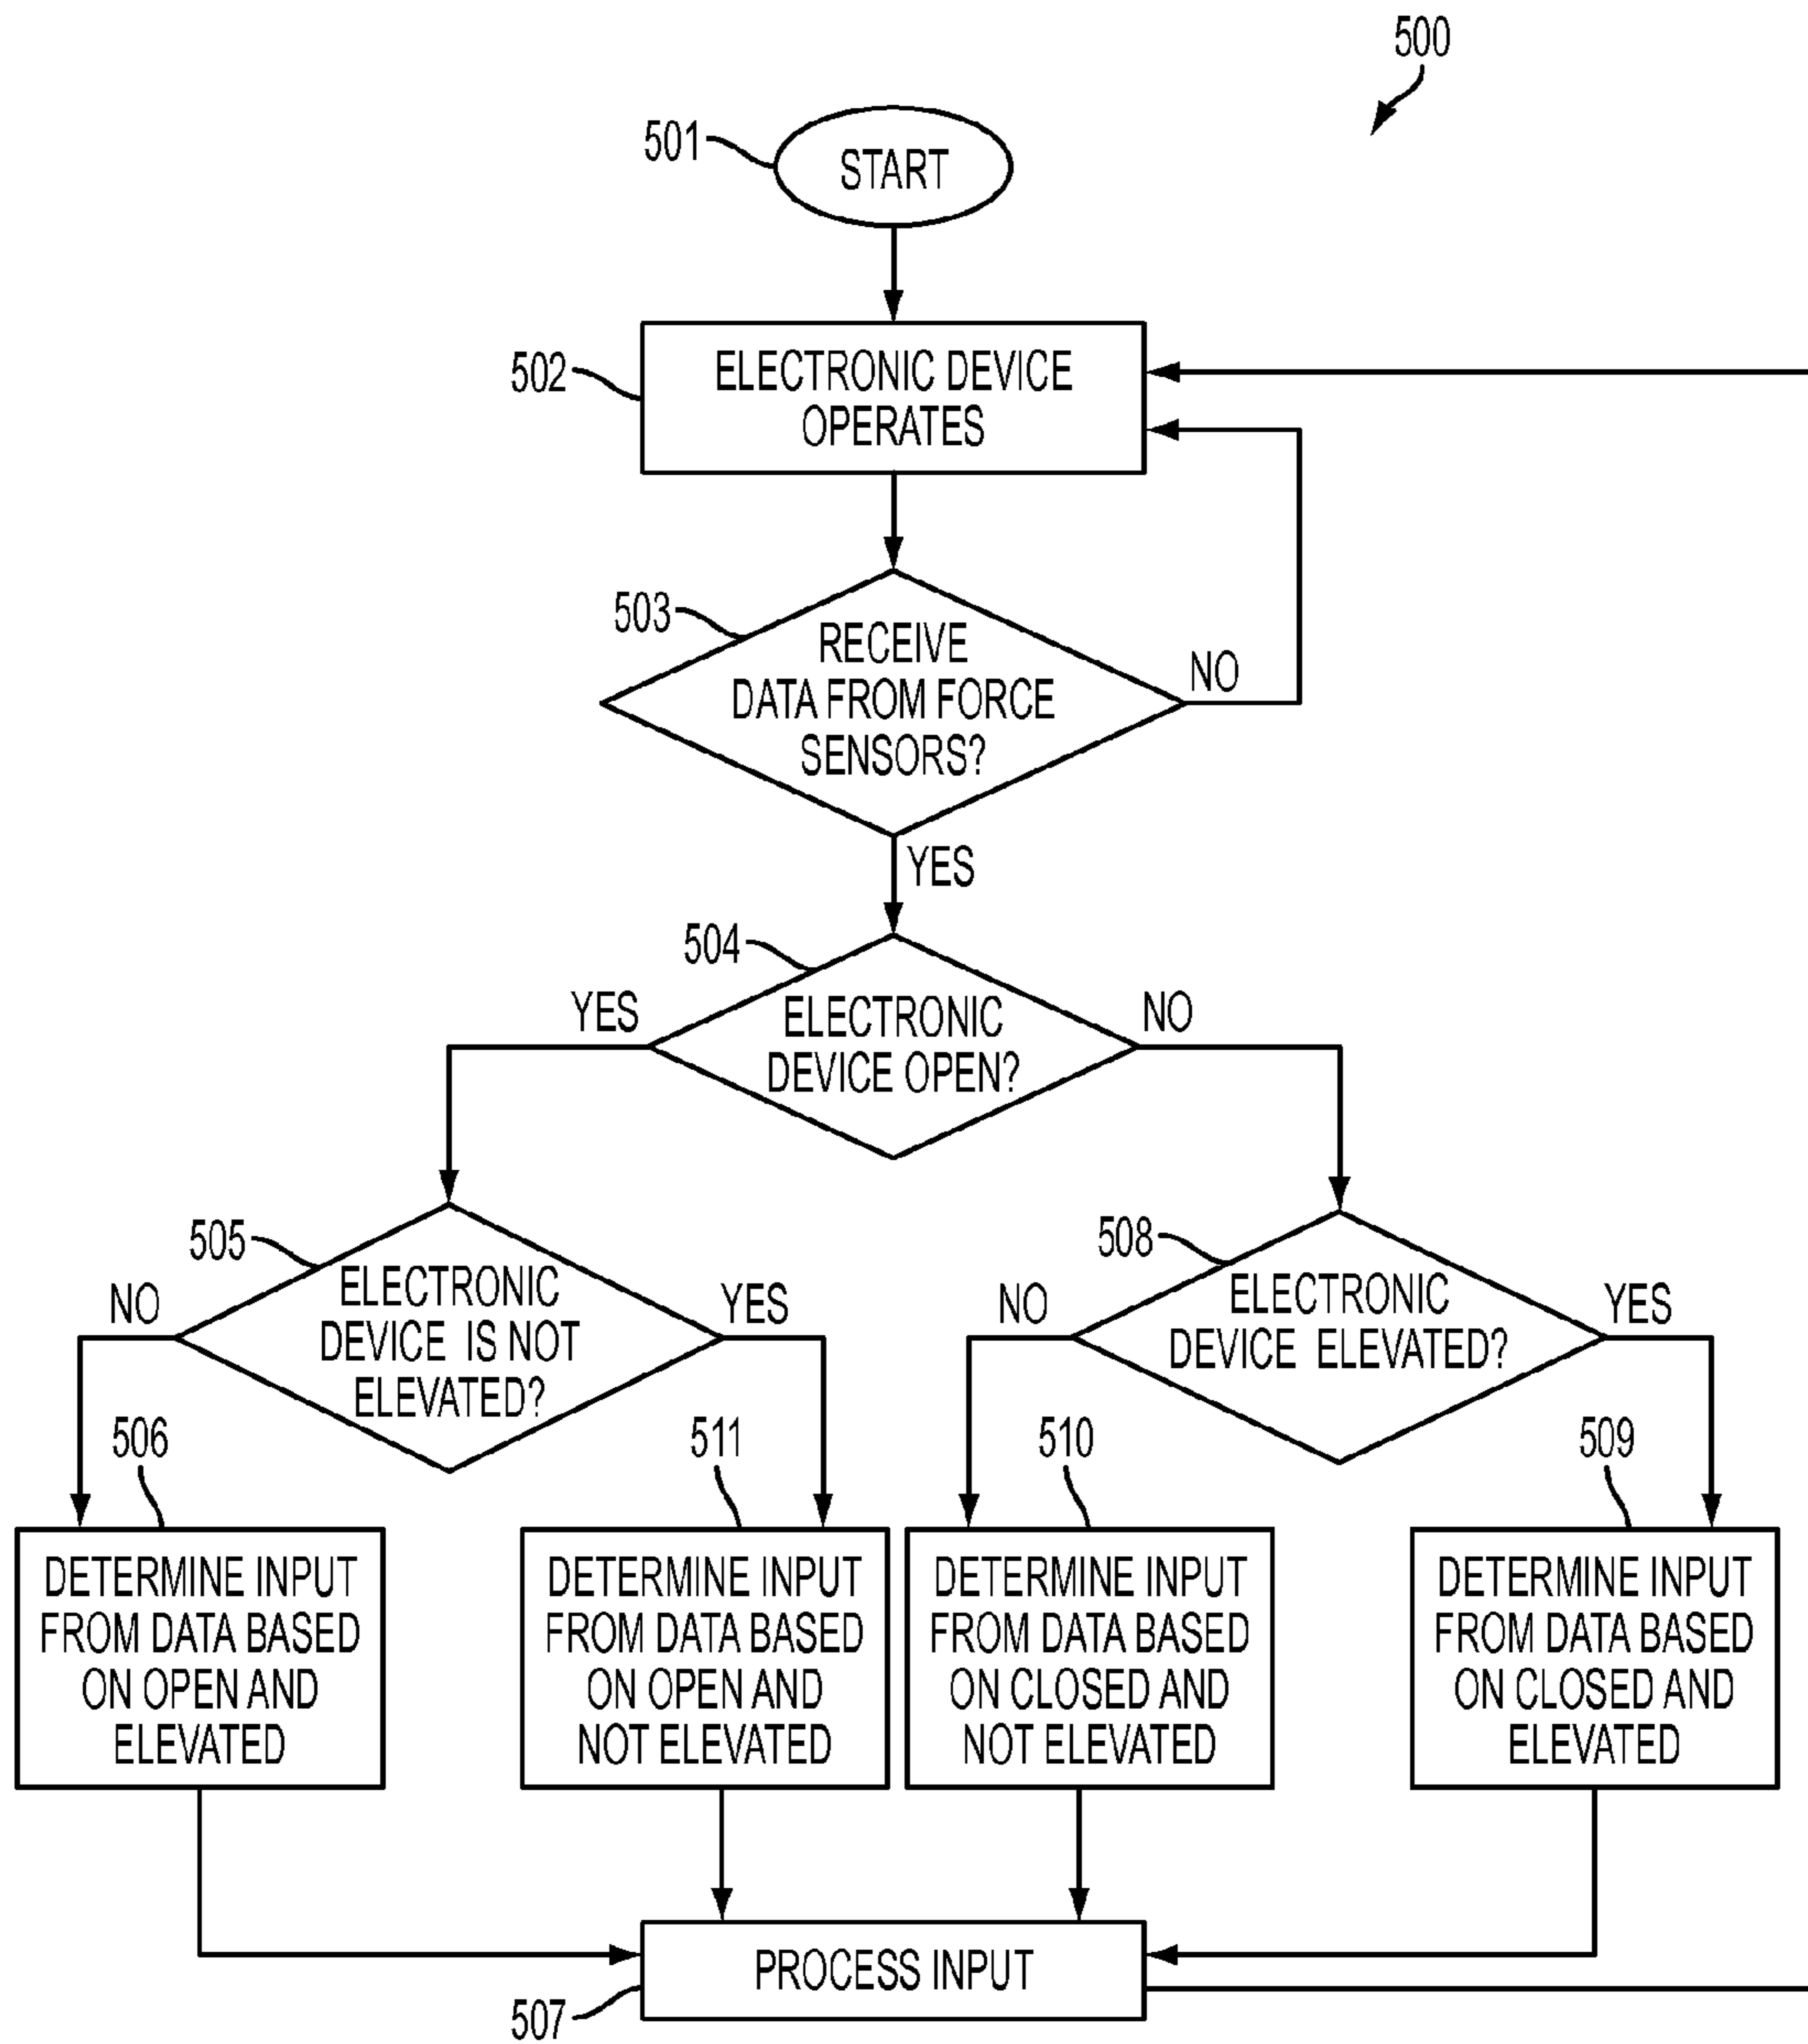 500
501
START
502
ELECTRONIC DEVICE
OPERATES
503
RECEIVE
DATA FROM FORCE
SENSORS?
NO
YES
504
YES
ELECTRONIC
DEVICE OPEN?
NO
505
NO
ELECTRONIC
DEVICE IS NOT
ELEVATED?
YES
508
NO
ELECTRONIC
DEVICE ELEVATED?
YES
506
DETERMINE INPUT
FROM DATA BASED
ON OPEN AND
ELEVATED
511
DETERMINE INPUT
FROM DATA BASED
ON OPEN AND
NOT ELEVATED
510
DETERMINE INPUT
FROM DATA BASED
ON CLOSED AND
NOT ELEVATED
509
DETERMINE INPUT
FROM DATA BASED
ON CLOSED AND
ELEVATED
PROCESS INPUT
507